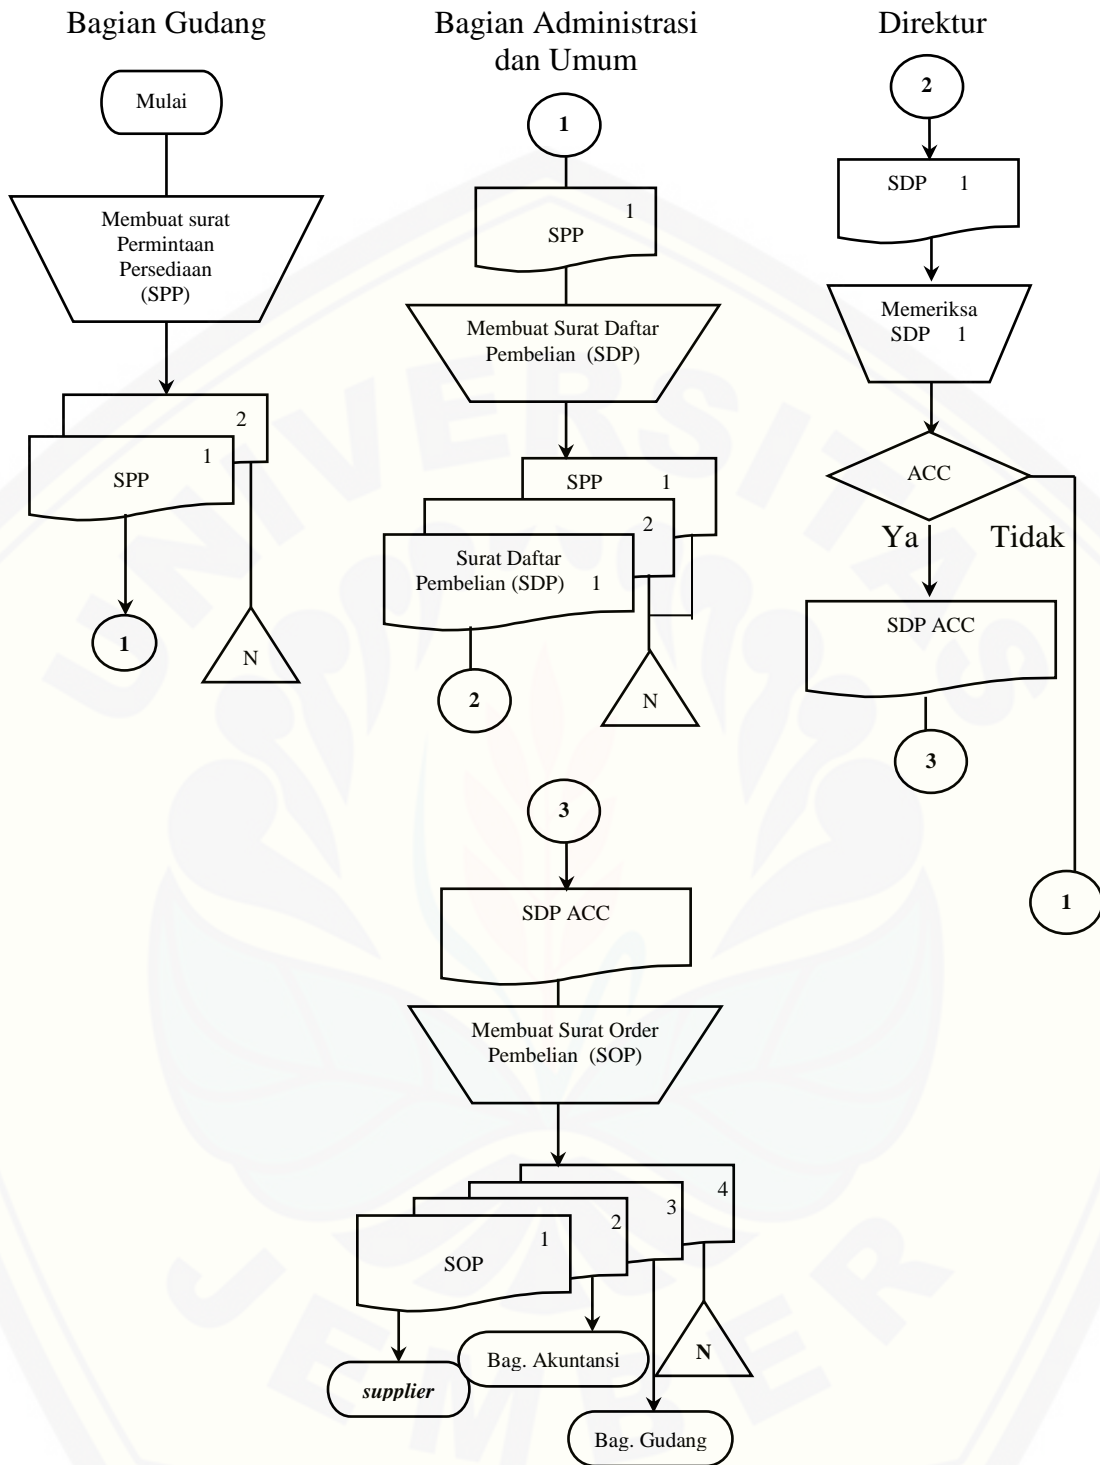 Bagian Gudang
Mulai
Membuat surat
Permintaan
Persediaan
(SPP)
2
1
SPP
1
N
Bagian Administrasi
dan Umum
1
1
SPP
Membuat Surat Daftar
Pembelian (SDP)
SPP 1
2
Surat Daftar
Pembelian (SDP) 1
2
N
Direktur
2
SDP 1
Memeriksa
SDP 1
ACC
Ya Tidak
SDP ACC
3
1
3
SDP ACC
Membuat Surat Order
Pembelian (SOP)
4
3
2
1
SOP
N
Bag. Akuntansi
supplier
Bag. Gudang
UNIVERSITAS
JEMBER